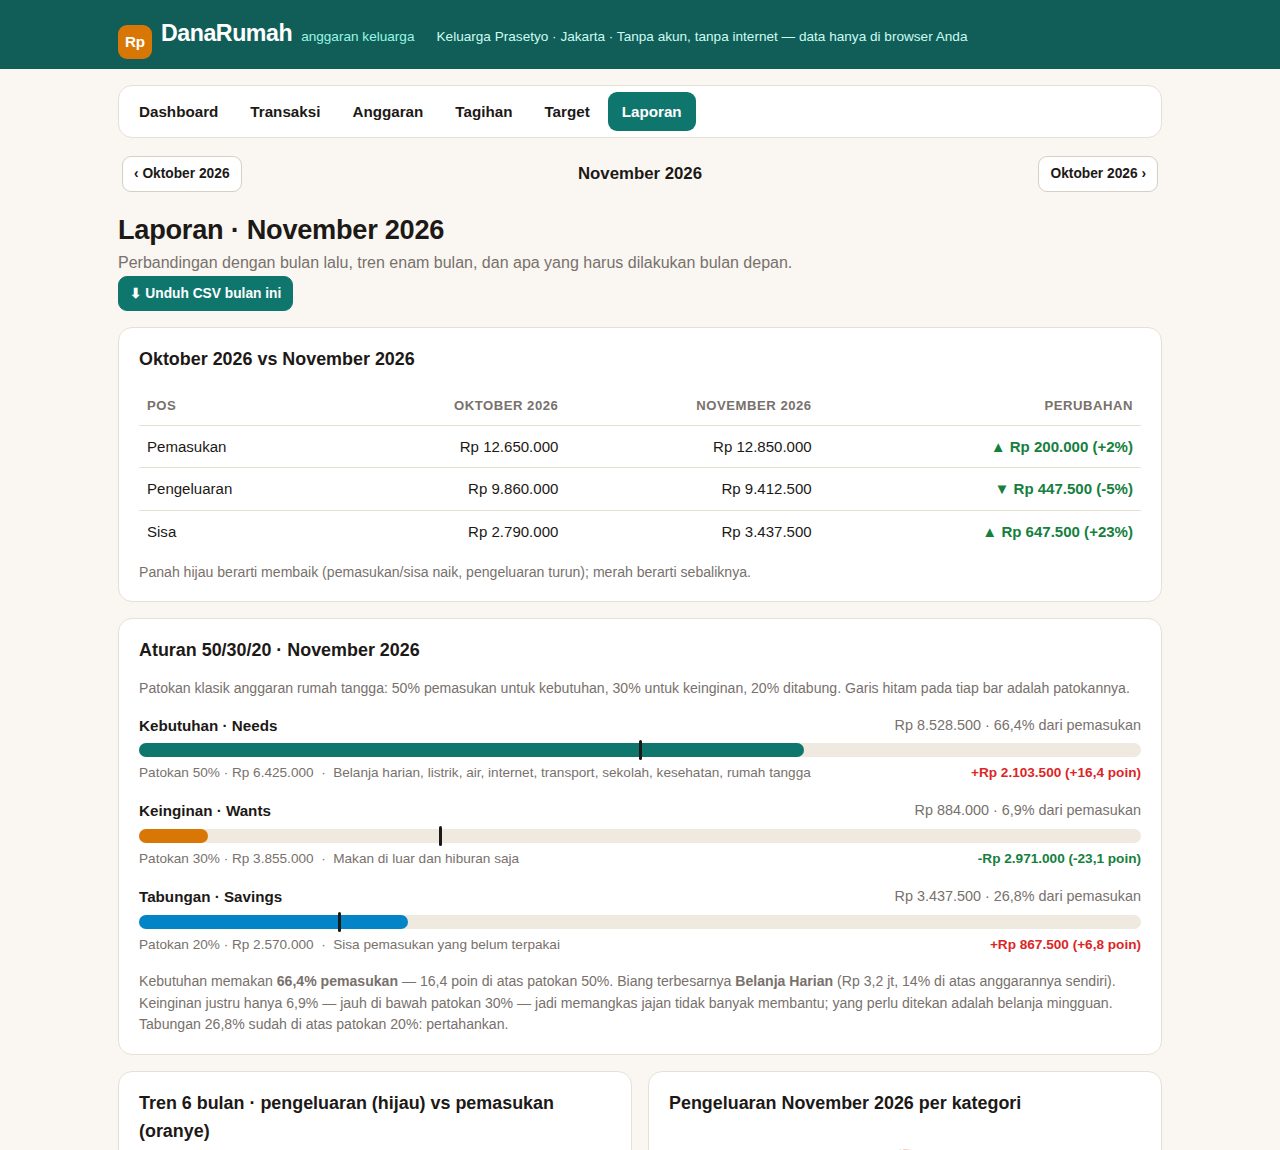 Rp DanaRumah anggaran keluarga Keluarga Prasetyo · Jakarta · Tanpa akun, tanpa internet — data hanya di browser Anda
Dashboard Transaksi Anggaran Tagihan Target Laporan
‹ Oktober 2026 November 2026 Oktober 2026 ›
Laporan · November 2026
Perbandingan dengan bulan lalu, tren enam bulan, dan apa yang harus dilakukan bulan depan.
⬇ Unduh CSV bulan ini
Oktober 2026 vs November 2026
POS OKTOBER 2026 NOVEMBER 2026 PERUBAHAN
Pemasukan Rp 12.650.000 Rp 12.850.000 ▲ Rp 200.000 (+2%)
Pengeluaran Rp 9.860.000 Rp 9.412.500 ▼ Rp 447.500 (-5%)
Sisa Rp 2.790.000 Rp 3.437.500 ▲ Rp 647.500 (+23%)
Panah hijau berarti membaik (pemasukan/sisa naik, pengeluaran turun); merah berarti sebaliknya.
Aturan 50/30/20 · November 2026
Patokan klasik anggaran rumah tangga: 50% pemasukan untuk kebutuhan, 30% untuk keinginan, 20% ditabung. Garis hitam pada tiap bar adalah patokannya.
Kebutuhan · Needs Rp 8.528.500 · 66,4% dari pemasukan
Patokan 50% · Rp 6.425.000 · Belanja harian, listrik, air, internet, transport, sekolah, kesehatan, rumah tangga +Rp 2.103.500 (+16,4 poin)
Keinginan · Wants Rp 884.000 · 6,9% dari pemasukan
Patokan 30% · Rp 3.855.000 · Makan di luar dan hiburan saja -Rp 2.971.000 (-23,1 poin)
Tabungan · Savings Rp 3.437.500 · 26,8% dari pemasukan
Patokan 20% · Rp 2.570.000 · Sisa pemasukan yang belum terpakai +Rp 867.500 (+6,8 poin)
Kebutuhan memakan 66,4% pemasukan — 16,4 poin di atas patokan 50%. Biang terbesarnya Belanja Harian (Rp 3,2 jt, 14% di atas anggarannya sendiri).
Keinginan justru hanya 6,9% — jauh di bawah patokan 30% — jadi memangkas jajan tidak banyak membantu; yang perlu ditekan adalah belanja mingguan.
Tabungan 26,8% sudah di atas patokan 20%: pertahankan.
Tren 6 bulan · pengeluaran (hijau) vs pemasukan
(oranye)
Pengeluaran November 2026 per kategori